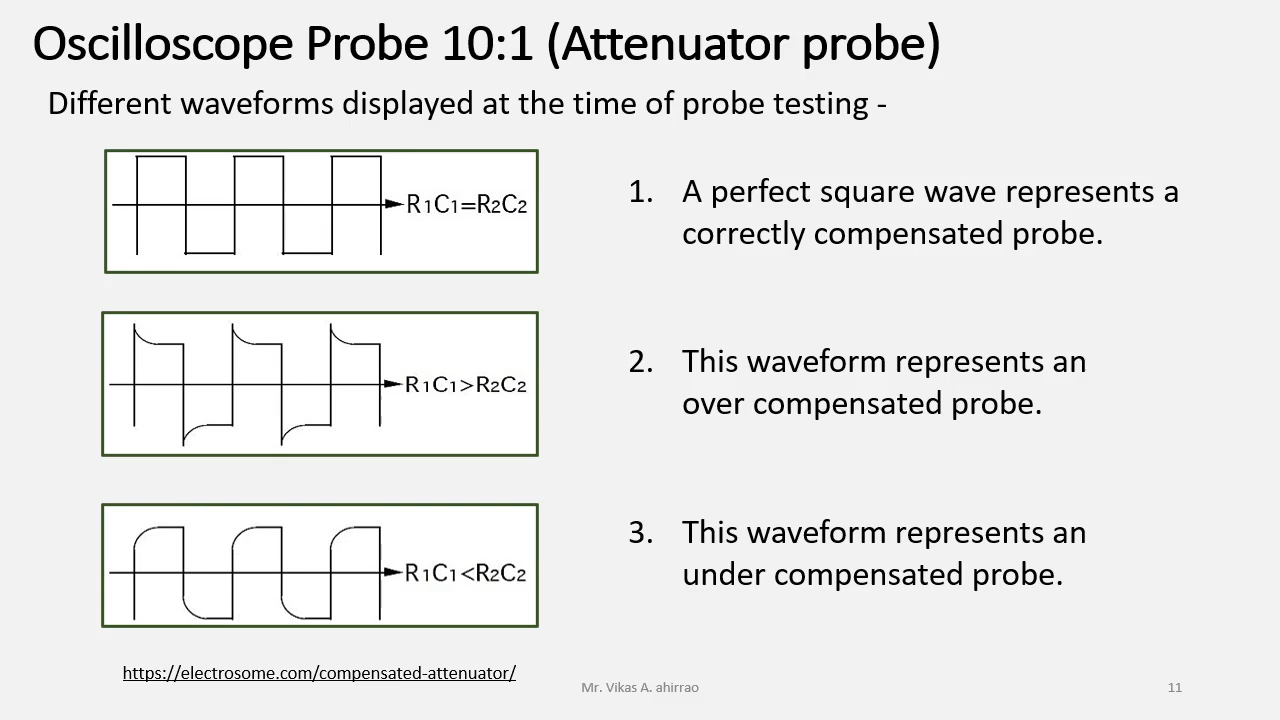 Oscilloscope Probe 10:1 (Attenuator probe)
Different waveforms displayed at the time of probe testing -
R1C1=R2C2
1. A perfect square wave represents a
correctly compensated probe.
R1C1>R2C2
2. This waveform represents an
over compensated probe.
R1C1<R2C2
3. This waveform represents an
under compensated probe.
https://electrosome.com/compensated-attenuator/
Mr. Vikas A. ahirrao
11